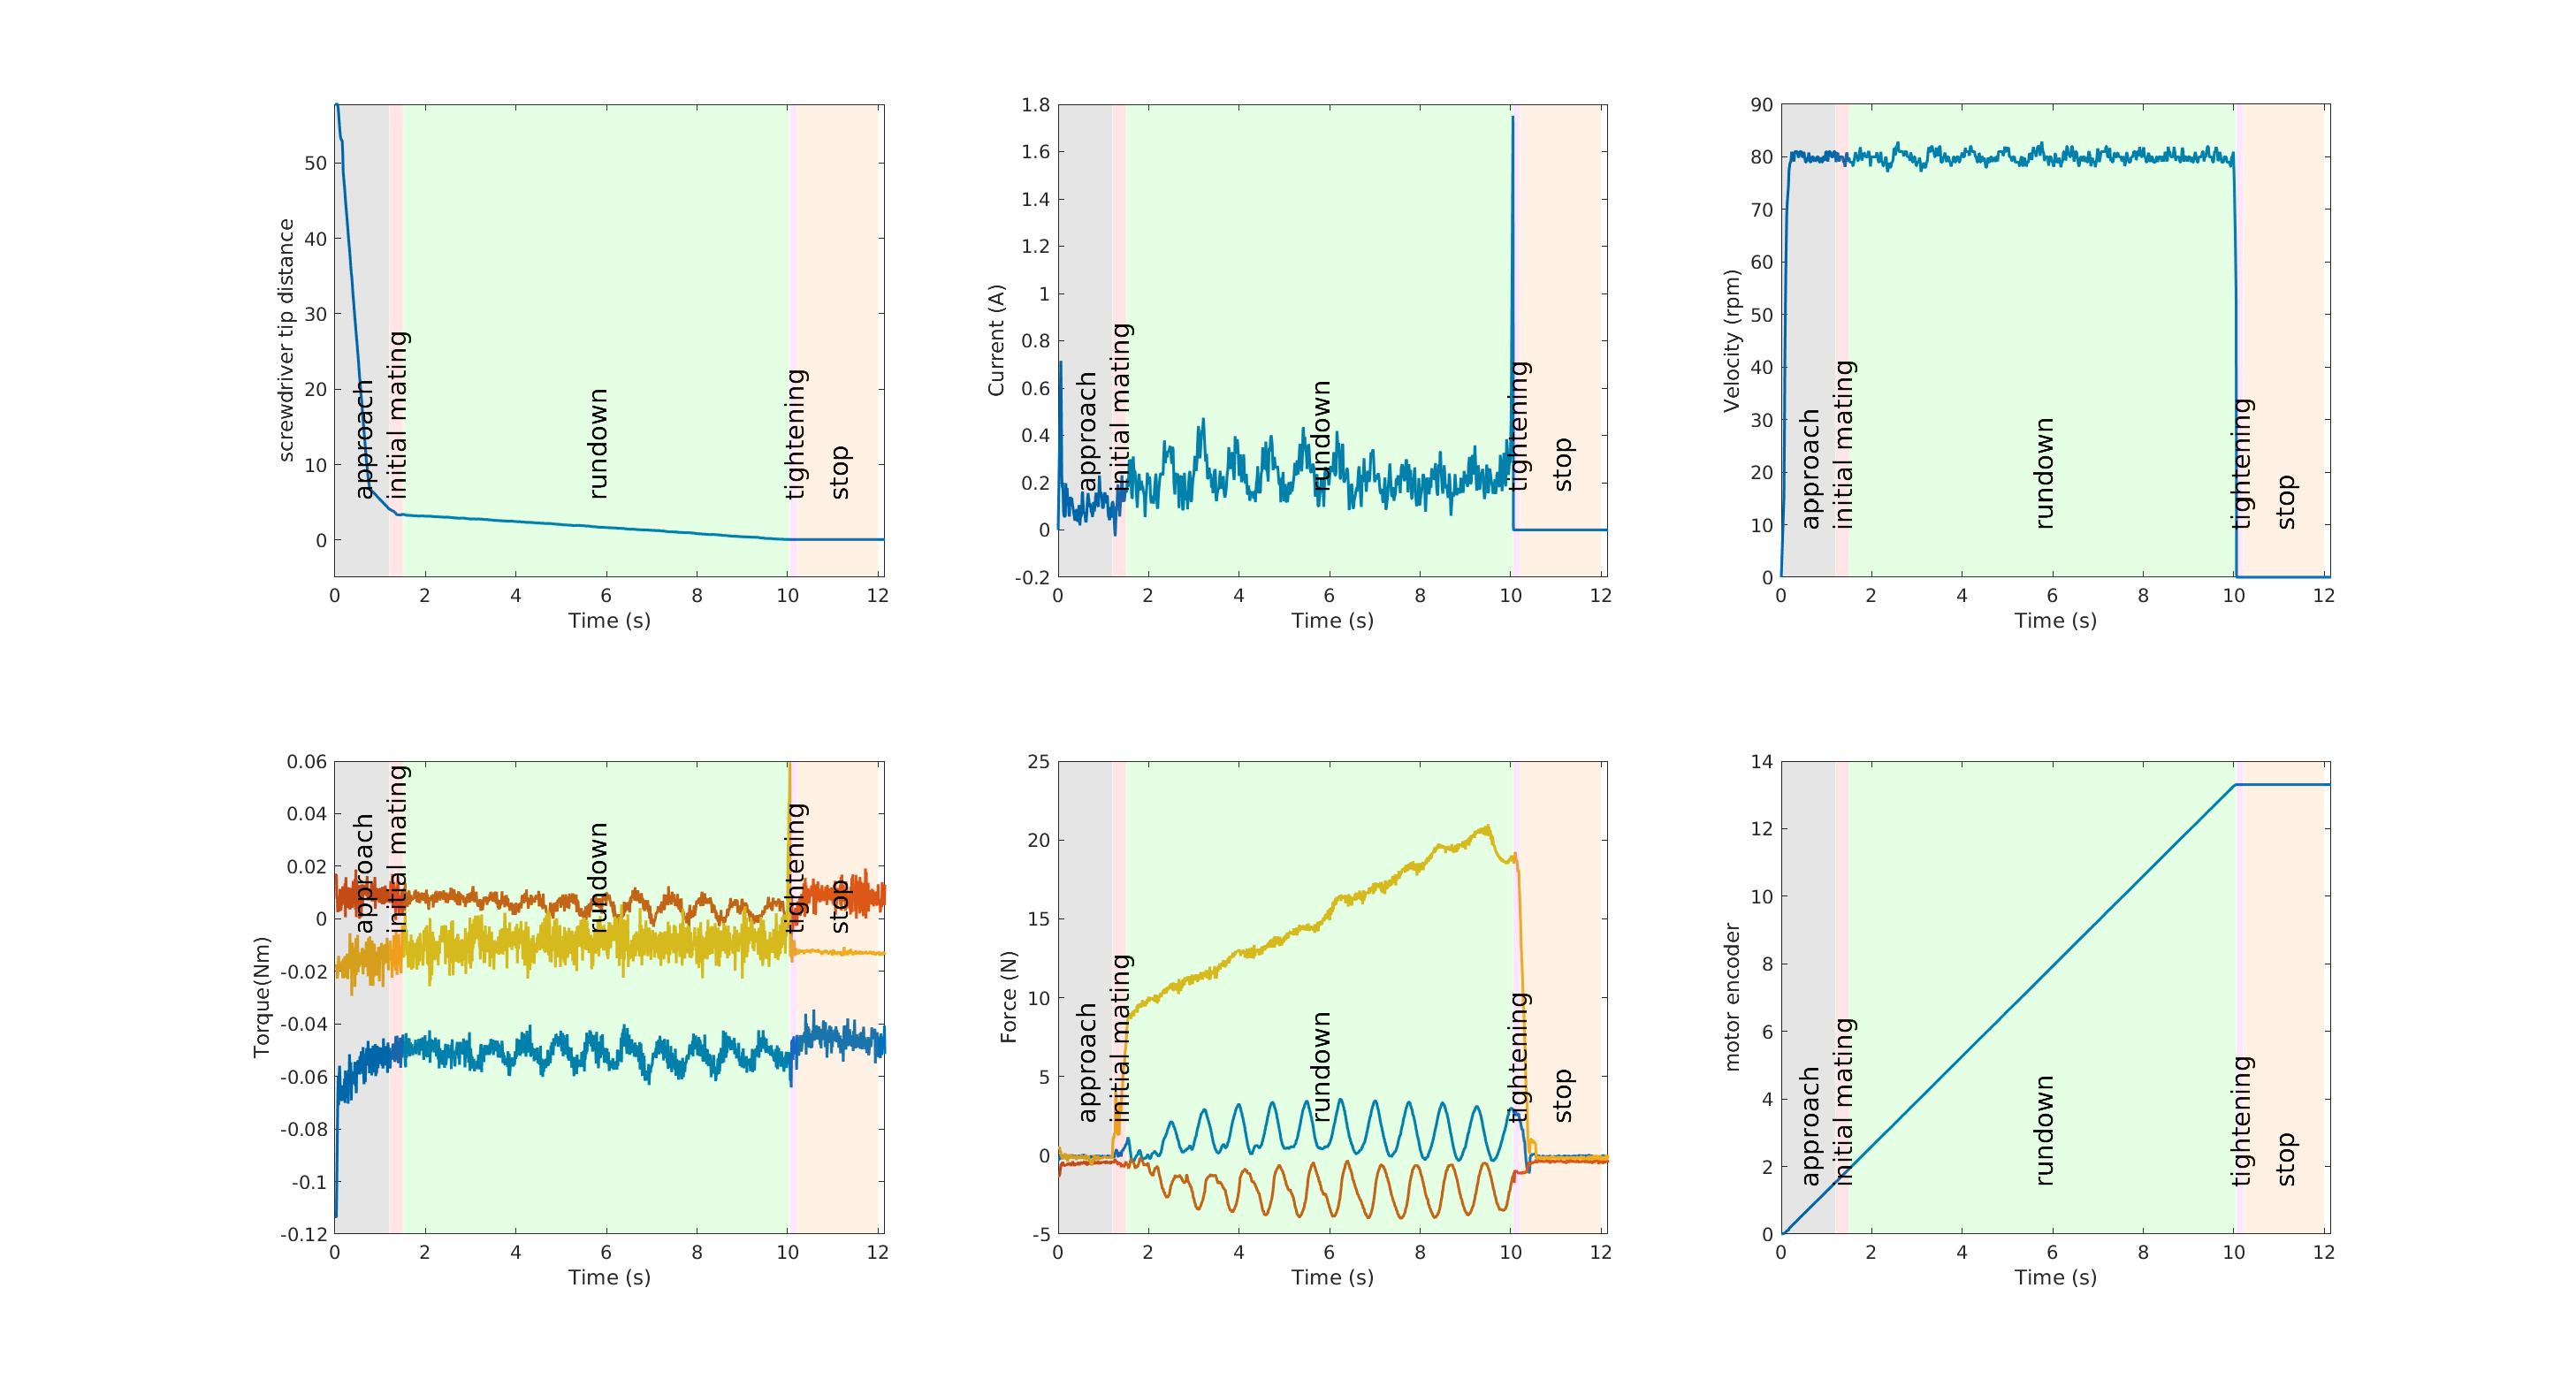 screwdriver tip distance
50
40
30
20
10
0
approach
initial mating
rundown
tightening
stop
0 2 4 6 8 10 12
Time (s)
Current (A)
1.8
1.6
1.4
1.2
1
0.8
0.6
0.4
0.2
0
-0.2
approach
initial mating
rundown
tightening
stop
0 2 4 6 8 10 12
Time (s)
Velocity (rpm)
90
80
70
60
50
40
30
20
10
0
approach
initial mating
rundown
tightening
stop
0 2 4 6 8 10 12
Time (s)
Torque(Nm)
0.06
0.04
0.02
0
-0.02
-0.04
-0.06
-0.08
-0.1
-0.12
approach
initial mating
rundown
tightening
stop
0 2 4 6 8 10 12
Time (s)
Force (N)
25
20
15
10
5
0
-5
approach
initial mating
rundown
tightening
stop
0 2 4 6 8 10 12
Time (s)
motor encoder
14
12
10
8
6
4
2
0
approach
initial mating
rundown
tightening
stop
0 2 4 6 8 10 12
Time (s)